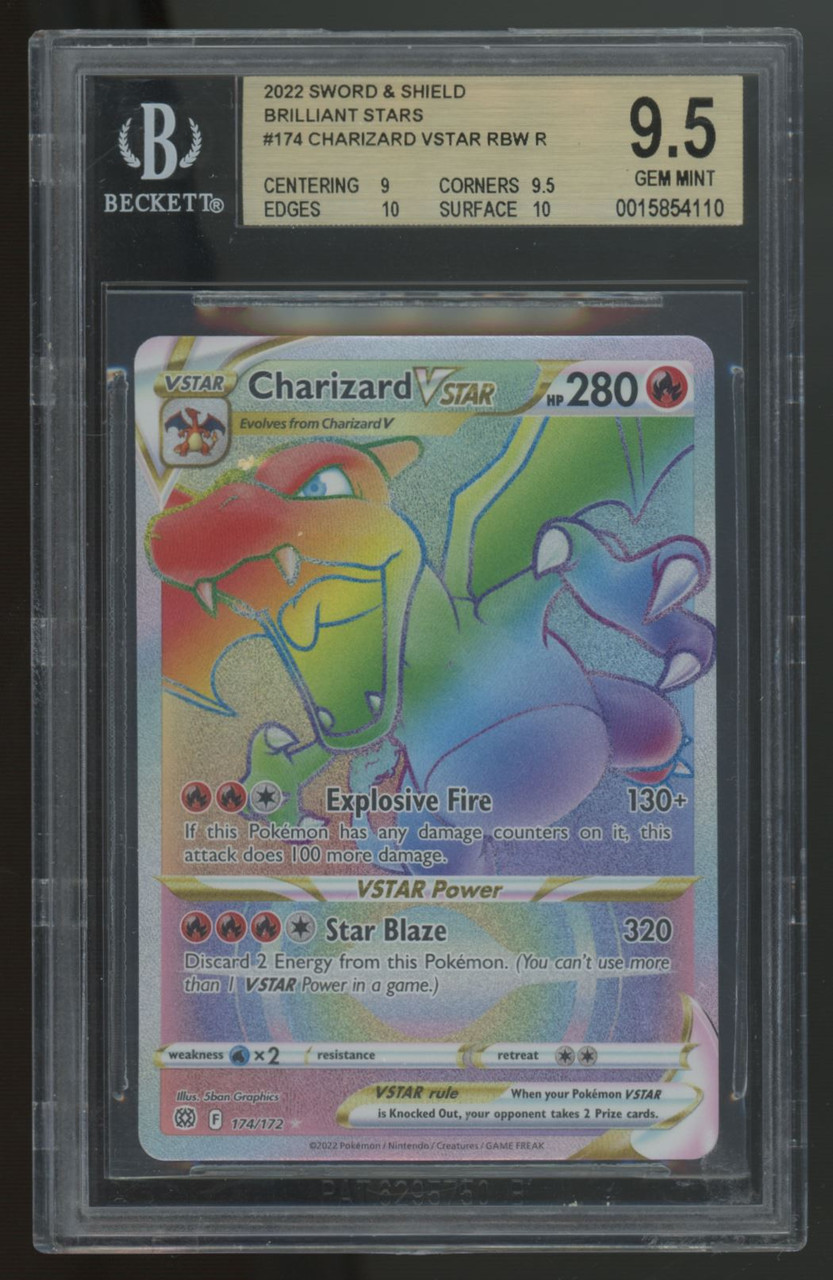 2022 SWORD & SHIELD
BRILLIANT STARS
#174 CHARIZARD VSTAR RBW R
CENTERING 9 CORNERS 9.5
EDGES 10 SURFACE 10
9.5
GEM MINT
0015854110
B
BECKETT®
VSTAR
Charizard VSTAR HP 280
Evolves from Charizard V
Explosive Fire 130+
If this Pokémon has any damage counters on it, this
attack does 100 more damage.
VSTAR Power
Star Blaze 320
Discard 2 Energy from this Pokémon. (You can't use more
than 1 VSTAR Power in a game.)
weakness ×2 resistance retreat
Illus. 5ban Graphics
F 174/172
VSTAR rule When your Pokémon VSTAR
is Knocked Out, your opponent takes 2 Prize cards.
©2022 Pokémon / Nintendo / Creatures / GAME FREAK